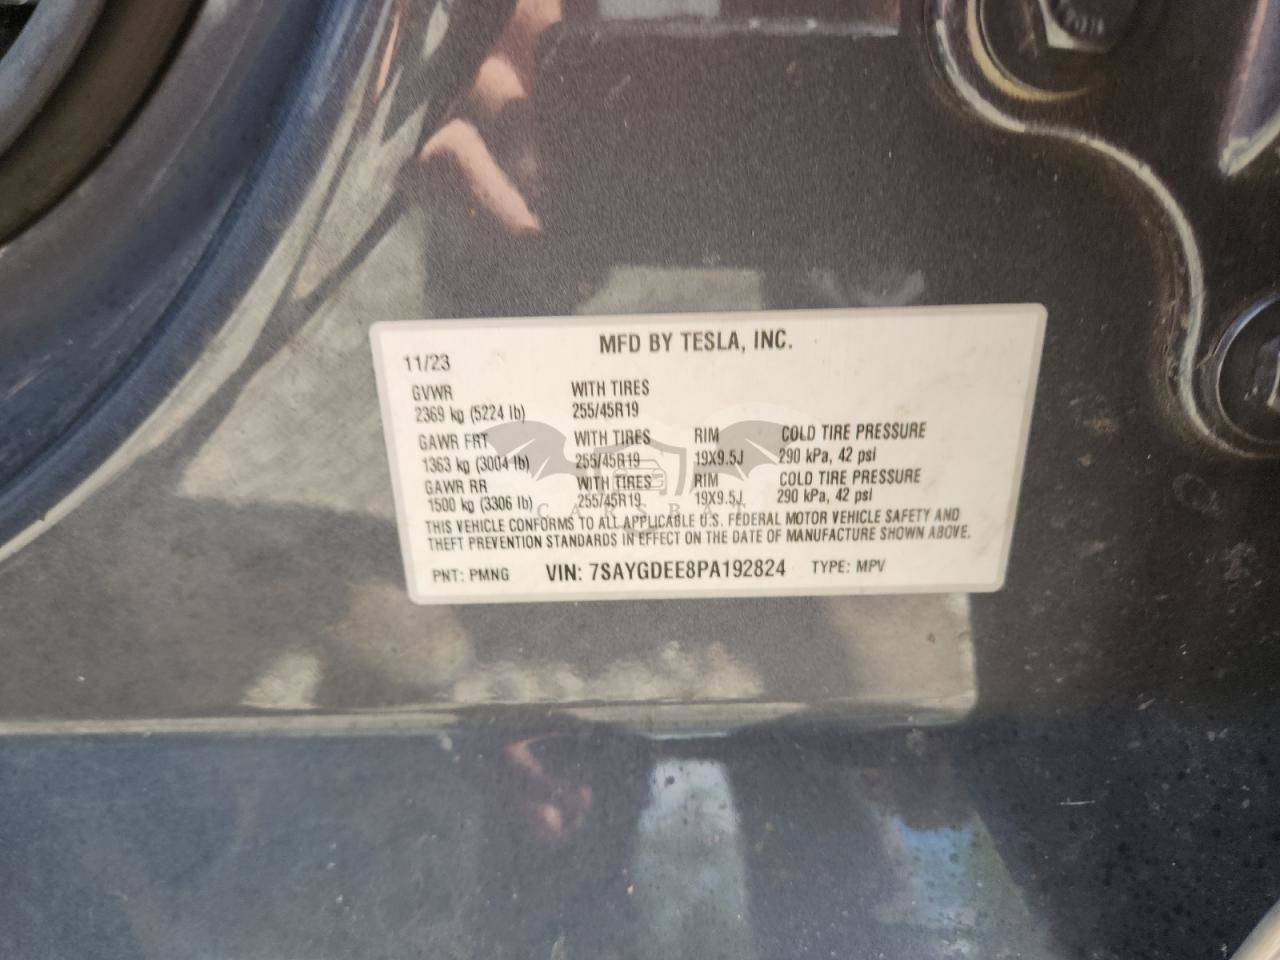 MFD BY TESLA, INC.
11/23
GVWR WITH TIRES
2369 kg (5224 lb) 255/45R19
GAWR FRT WITH TIRES RIM COLD TIRE PRESSURE
1363 kg (3004 lb) 255/45R19 19X9.5J 290 kPa, 42 psi
GAWR RR WITH TIRES RIM COLD TIRE PRESSURE
1500 kg (3306 lb) 255/45R19 19X9.5J 290 kPa, 42 psi
CARSBAT
THIS VEHICLE CONFORMS TO ALL APPLICABLE U.S. FEDERAL MOTOR VEHICLE SAFETY AND
THEFT PREVENTION STANDARDS IN EFFECT ON THE DATE OF MANUFACTURE SHOWN ABOVE.
PNT: PMNG VIN: 7SAYGDEE8PA192824 TYPE: MPV